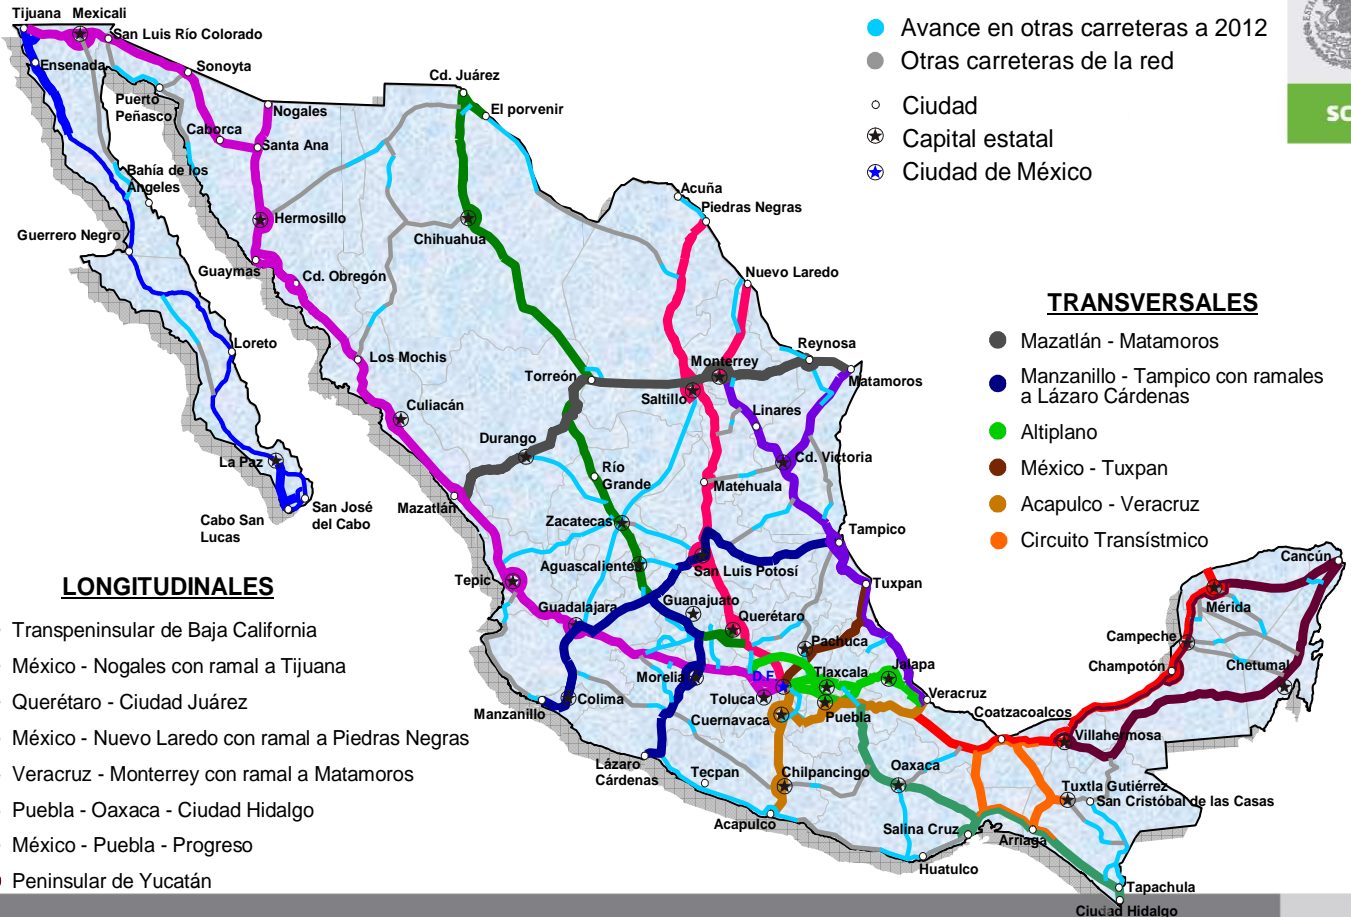 Avance en otras carreteras a 2012
Otras carreteras de la red
Ciudad
Capital estatal
Ciudad de México
Tijuana
Mexicali
San Luis Río Colorado
Ensenada
Sonoyta
Puerto
Peñasco
Nogales
Caborca
Santa Ana
Cd. Juárez
El porvenir
Bahía de los
Angeles
Hermosillo
Chihuahua
Acuña
Piedras Negras
Guerrero Negro
Guaymas
Cd. Obregón
Nuevo Laredo
Loreto
Los Mochis
Torreón
Monterrey
Reynosa
Matamoros
Saltillo
Culiacán
Linares
Durango
La Paz
Río
Grande
Cd. Victoria
Matehuala
Mazatlán
Cabo San
Lucas
San José
del Cabo
Zacatecas
Tampico
Aguascalientes
San Luis Potosí
Tepic
Tuxpan
Guadalajara
Guanajuato
Querétaro
Pachuca
Morelia
D.F.
Tlaxcala
Jalapa
Toluca
Colima
Manzanillo
Cuernavaca
Puebla
Veracruz
Coatzacoalcos
Lázaro
Cárdenas
Tecpan
Chilpancingo
Oaxaca
Acapulco
Salina Cruz
Huatulco
Arriaga
Tuxtla Gutiérrez
San Cristóbal de las Casas
Tapachula
Ciudad Hidalgo
Villahermosa
Champotón
Campeche
Mérida
Cancún
Chetumal
TRANSVERSALES
Mazatlán - Matamoros
Manzanillo - Tampico con ramales
a Lázaro Cárdenas
Altiplano
México - Tuxpan
Acapulco - Veracruz
Circuito Transístmico
LONGITUDINALES
Transpeninsular de Baja California
México - Nogales con ramal a Tijuana
Querétaro - Ciudad Juárez
México - Nuevo Laredo con ramal a Piedras Negras
Veracruz - Monterrey con ramal a Matamoros
Puebla - Oaxaca - Ciudad Hidalgo
México - Puebla - Progreso
Peninsular de Yucatán